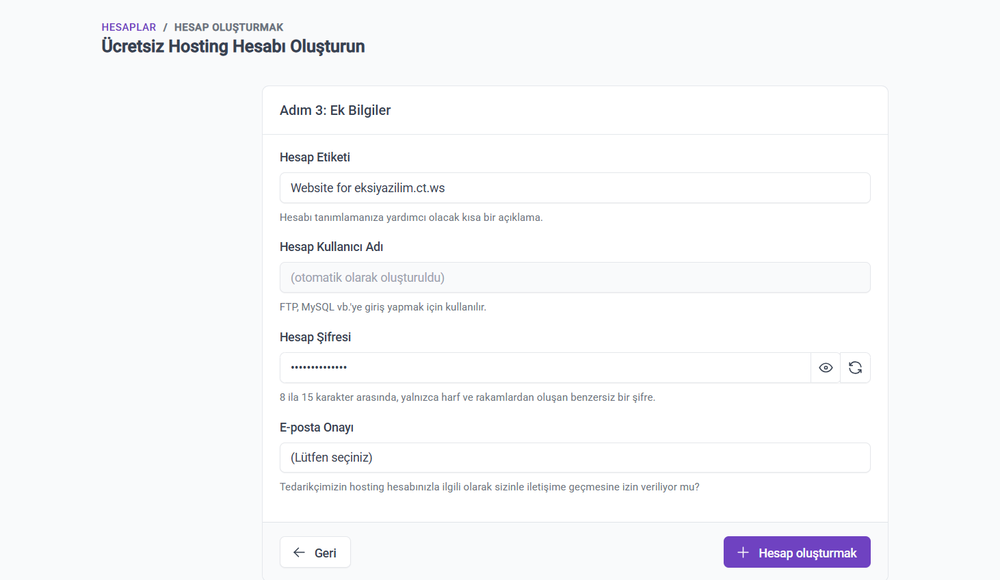 HESAPLAR / HESAP OLUŞTURMAK
Ücretsiz Hosting Hesabı Oluşturun
Adım 3: Ek Bilgiler
Hesap Etiketi
Website for eksiyazilim.ct.ws
Hesabı tanımlamanıza yardımcı olacak kısa bir açıklama.
Hesap Kullanıcı Adı
(otomatik olarak oluşturuldu)
FTP, MySQL vb.'ye giriş yapmak için kullanılır.
Hesap Şifresi
••••••••••••••
8 ila 15 karakter arasında, yalnızca harf ve rakamlardan oluşan benzersiz bir şifre.
E-posta Onayı
(Lütfen seçiniz)
Tedarikçimizin hosting hesabınızla ilgili olarak sizinle iletişime geçmesine izin veriliyor mu?
Geri
Hesap oluşturmak